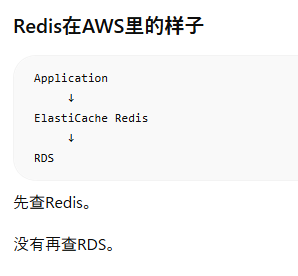 Redis在AWS里的样子
Application
↓
ElastiCache Redis
↓
RDS
先查Redis。
没有再查RDS。